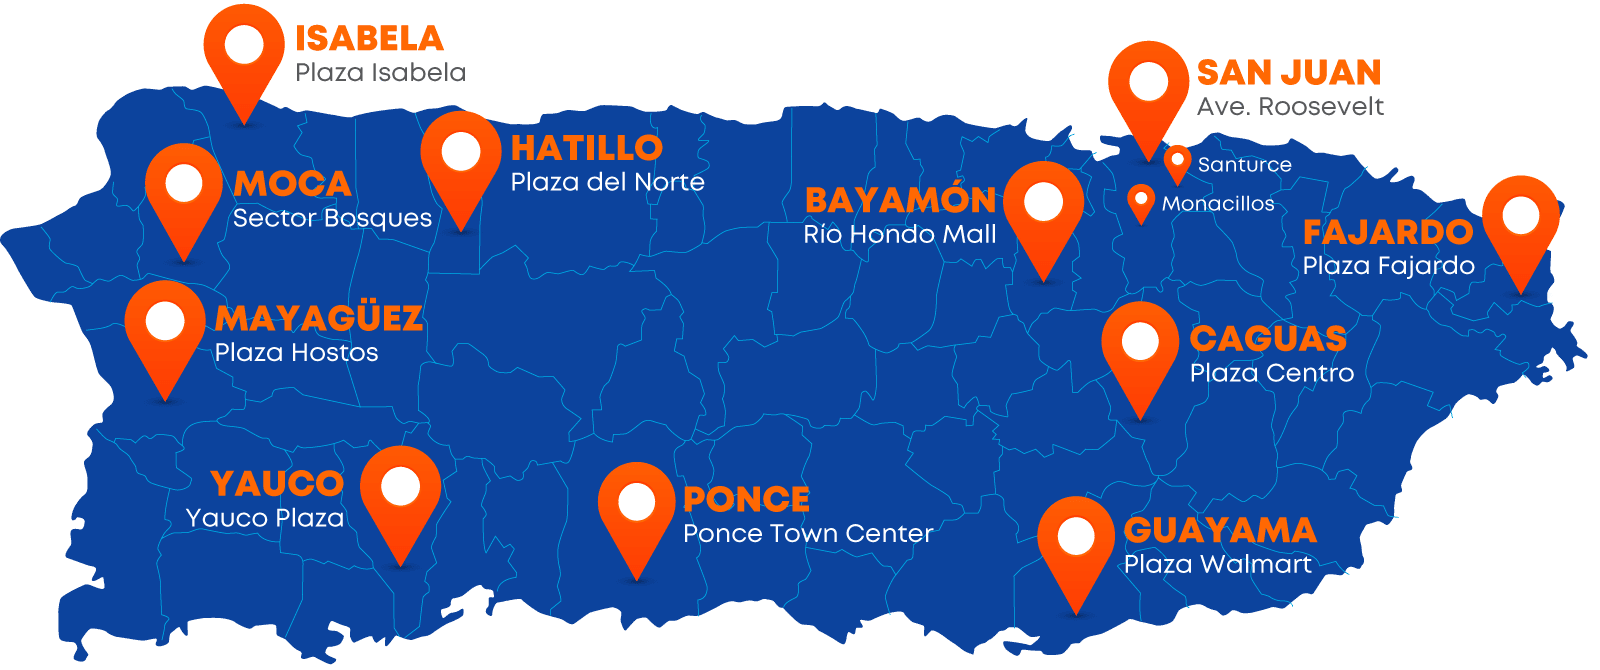 ISABELA
Plaza Isabela
SAN JUAN
Ave. Roosevelt
HATILLO
Plaza del Norte
Santurce
MOCA
Sector Bosques
BAYAMÓN
Río Hondo Mall
Monacillos
FAJARDO
Plaza Fajardo
MAYAGÜEZ
Plaza Hostos
CAGUAS
Plaza Centro
YAUCO
Yauco Plaza
PONCE
Ponce Town Center
GUAYAMA
Plaza Walmart